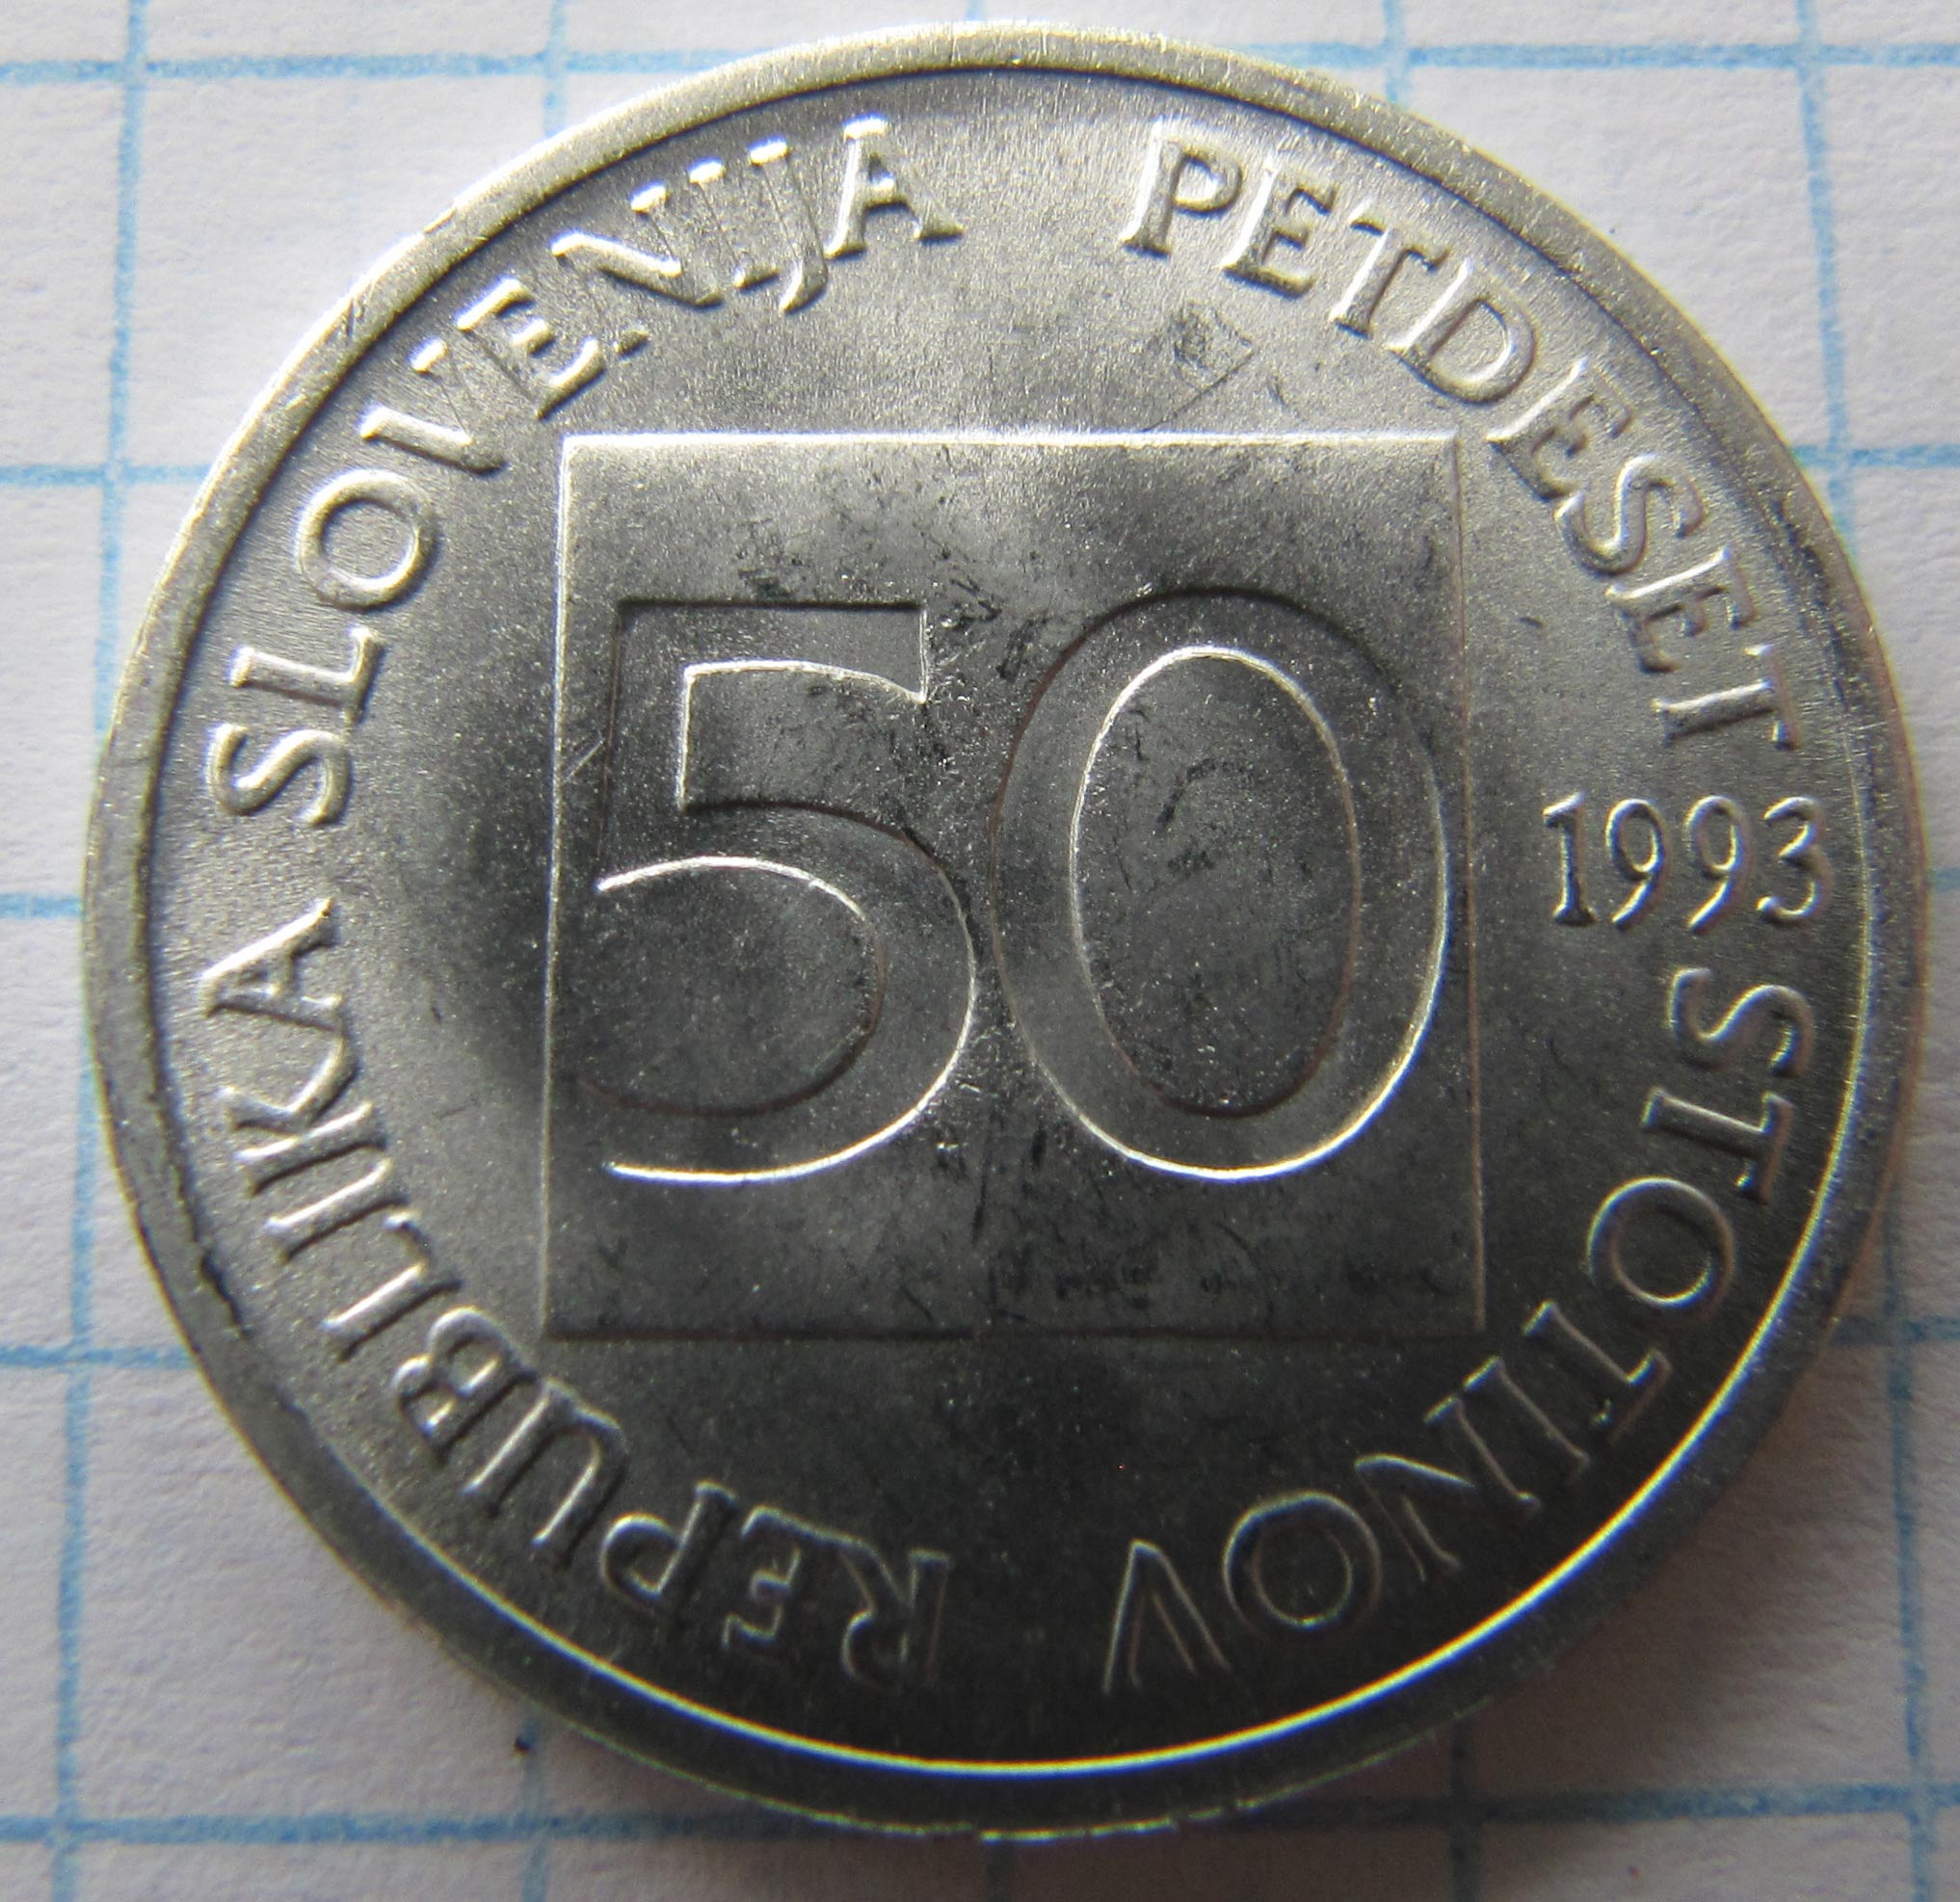 REPUBLIKA SLOVENIJA
PETDESET STOTINOV
1993
50